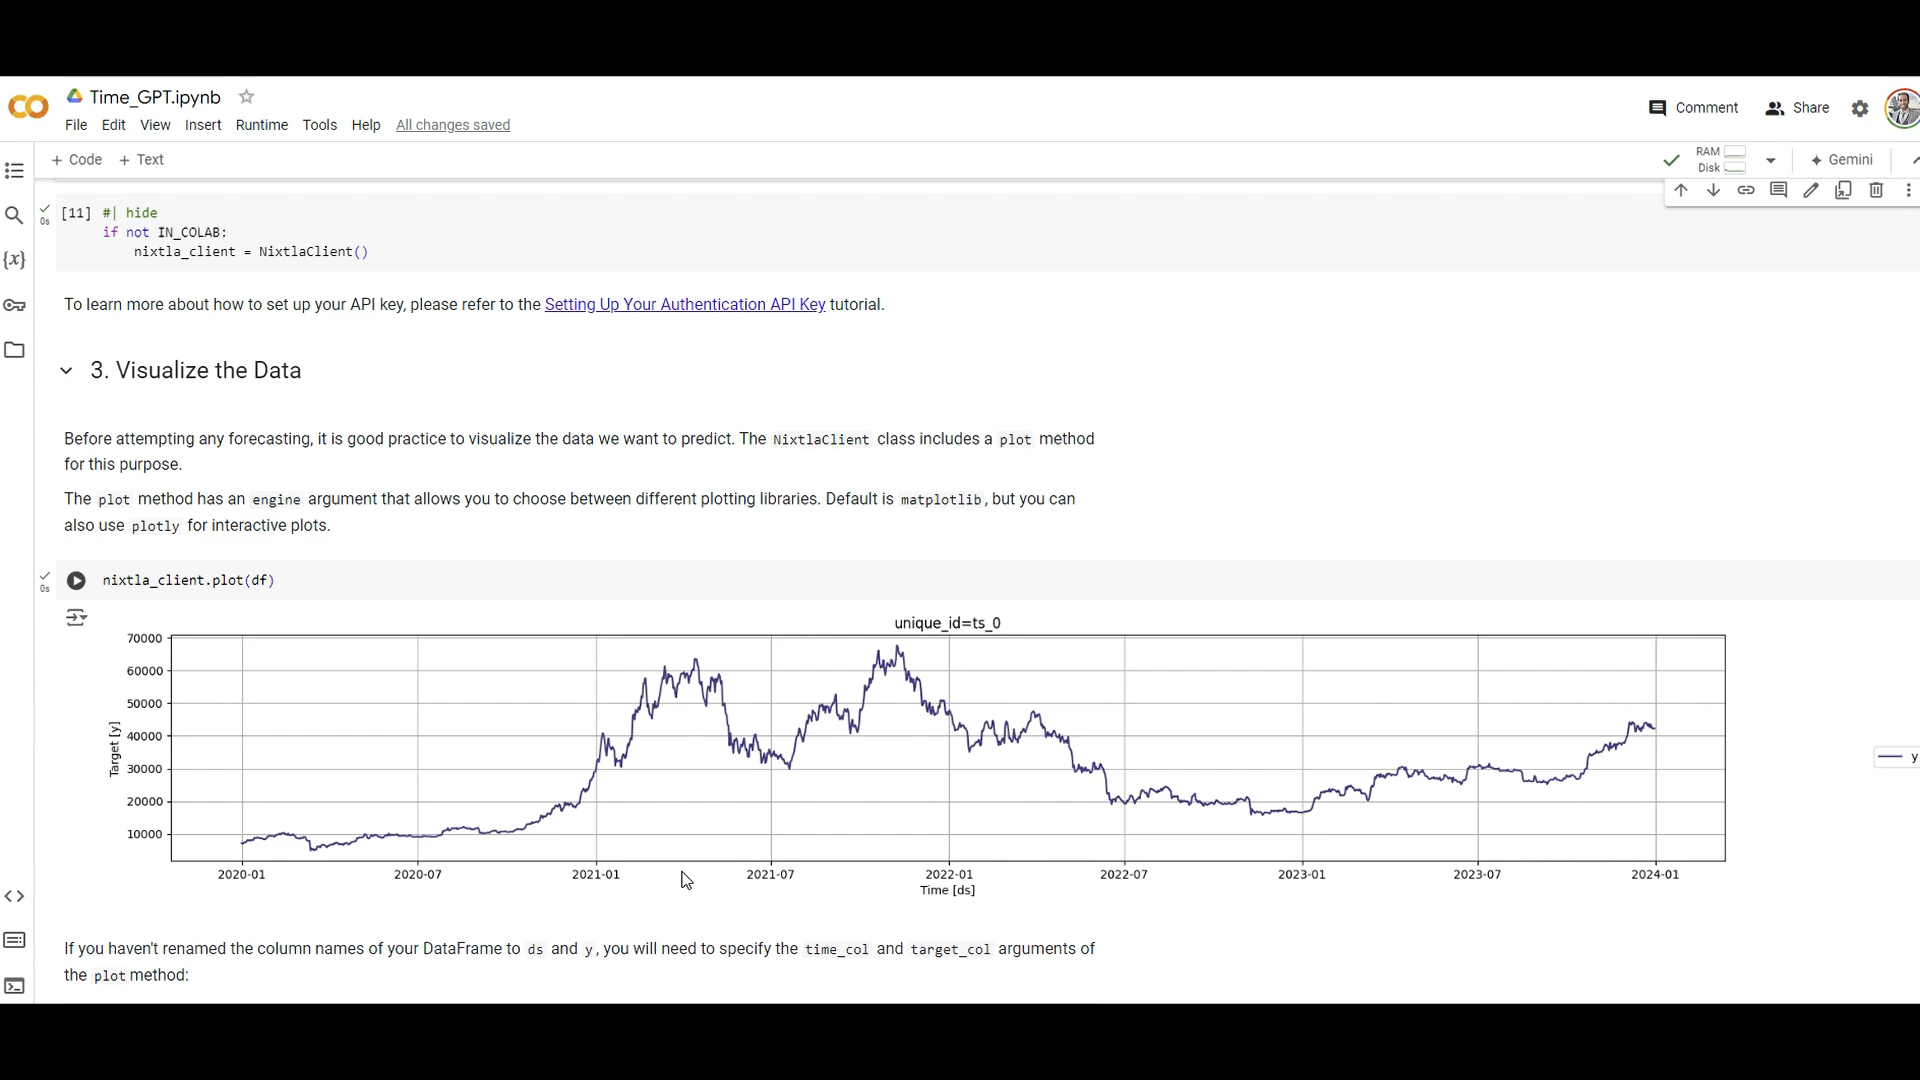 Time_GPT.ipynb
File Edit View Insert Runtime Tools Help All changes saved
Comment Share
+ Code + Text
RAM
Disk
Gemini
[11] #| hide
0s
if not IN_COLAB:
nixtla_client = NixtlaClient()
{x}
To learn more about how to set up your API key, please refer to the Setting Up Your Authentication API Key tutorial.
3. Visualize the Data
Before attempting any forecasting, it is good practice to visualize the data we want to predict. The NixtlaClient class includes a plot method
for this purpose.
The plot method has an engine argument that allows you to choose between different plotting libraries. Default is matplotlib, but you can
also use plotly for interactive plots.
nixtla_client.plot(df)
0s
unique_id=ts_0
70000
60000
50000
40000
30000
20000
10000
Target [y]
y
2020-01 2020-07 2021-01 2021-07 2022-01 2022-07 2023-01 2023-07 2024-01
Time [ds]
If you haven't renamed the column names of your DataFrame to ds and y, you will need to specify the time_col and target_col arguments of
the plot method: